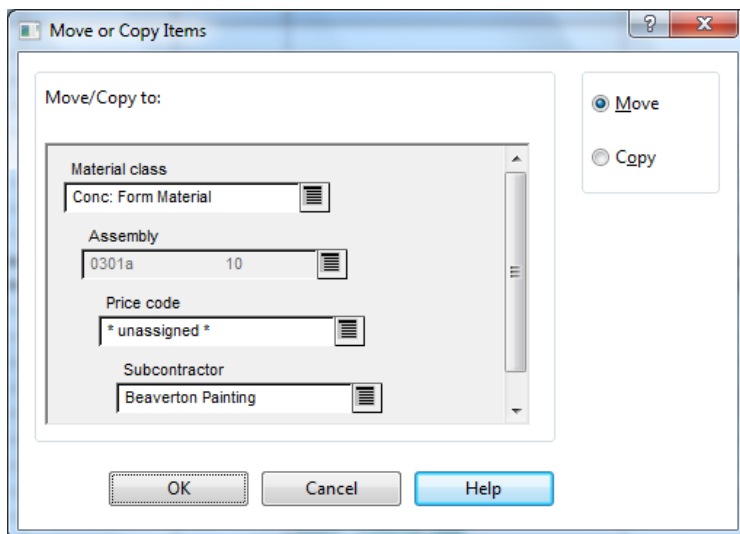 Move or Copy Items
Move/Copy to:
Material class
Conc: Form Material
Assembly
0301a 10
Price code
* unassigned *
Subcontractor
Beaverton Painting
Move
Copy
OK Cancel Help